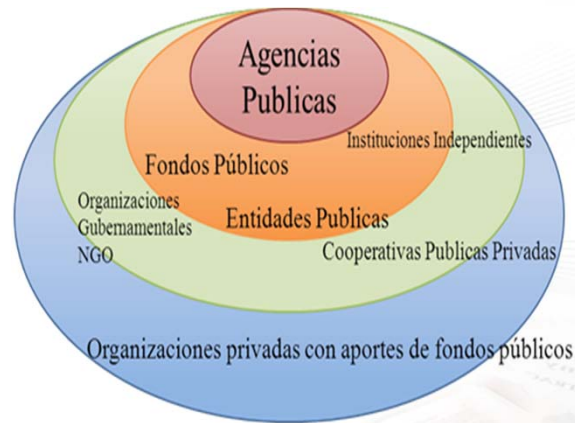 Agencias
Publicas
Instituciones Independientes
Fondos Públicos
Organizaciones
Gubernamentales
NGO
Entidades Publicas
Cooperativas Publicas Privadas
Organizaciones privadas con aportes de fondos públicos